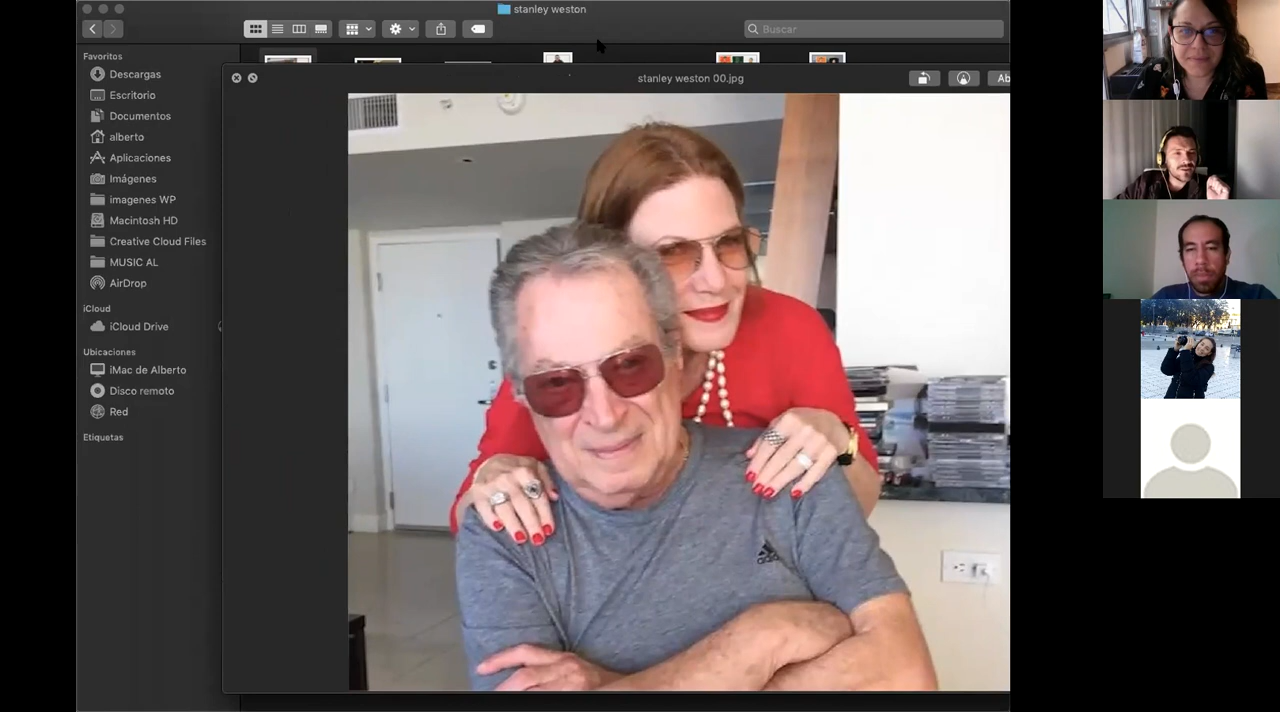 stanley weston
Buscar
Favoritos
Descargas
Escritorio
Documentos
alberto
Aplicaciones
Imágenes
imagenes WP
Macintosh HD
Creative Cloud Files
MUSIC AL
AirDrop
iCloud
iCloud Drive
Ubicaciones
iMac de Alberto
Disco remoto
Red
Etiquetas
stanley weston 00.jpg
Ab